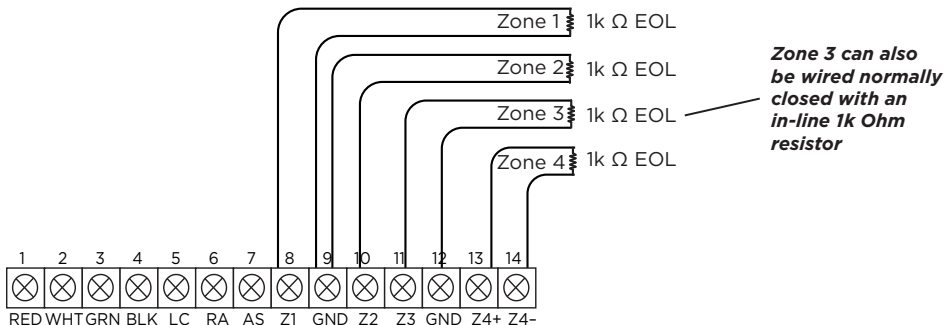 Zone 1 1k Ω EOL
Zone 2 1k Ω EOL
Zone 3 1k Ω EOL
Zone 4 1k Ω EOL
Zone 3 can also
be wired normally
closed with an
in-line 1k Ohm
resistor
1 2 3 4 5 6 7 8 9 10 11 12 13 14
RED WHT GRN BLK LC RA AS Z1 GND Z2 Z3 GND Z4+ Z4–